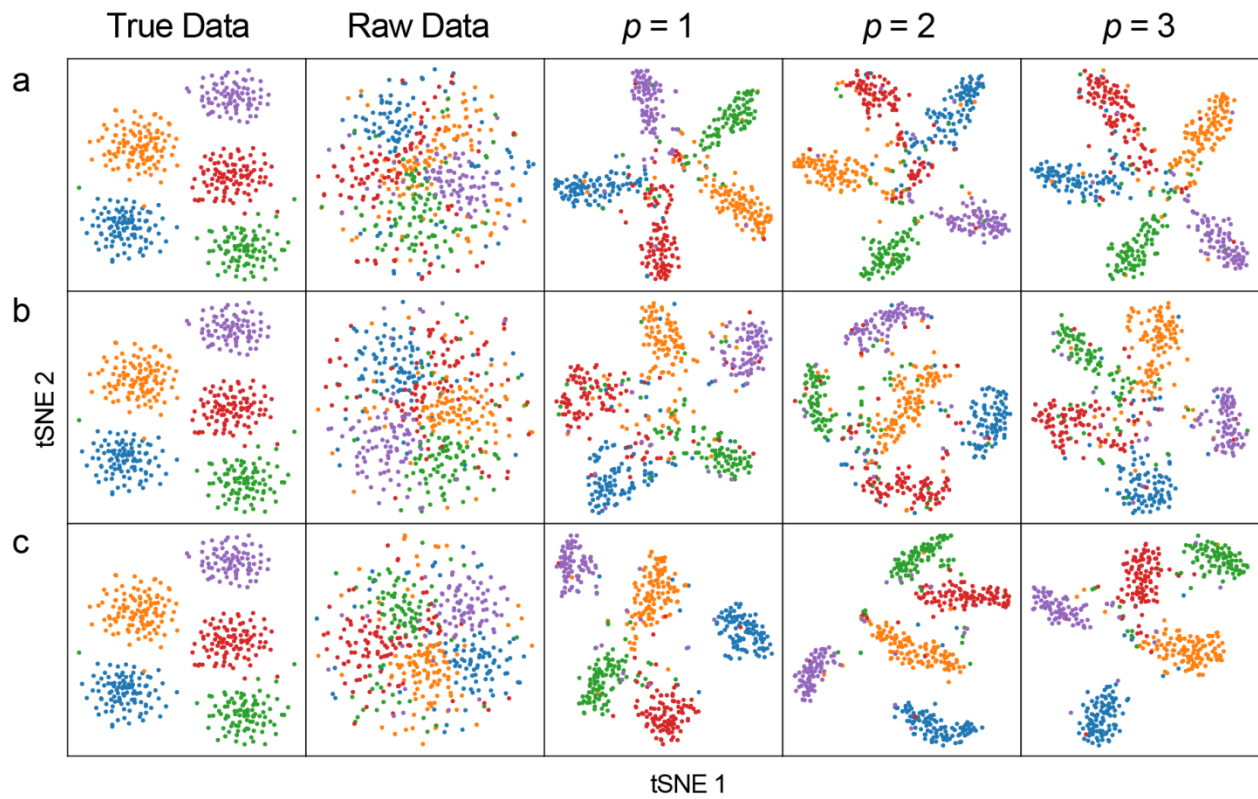 True Data Raw Data p = 1 p = 2 p = 3
a
b
tSNE 2
c
tSNE 1